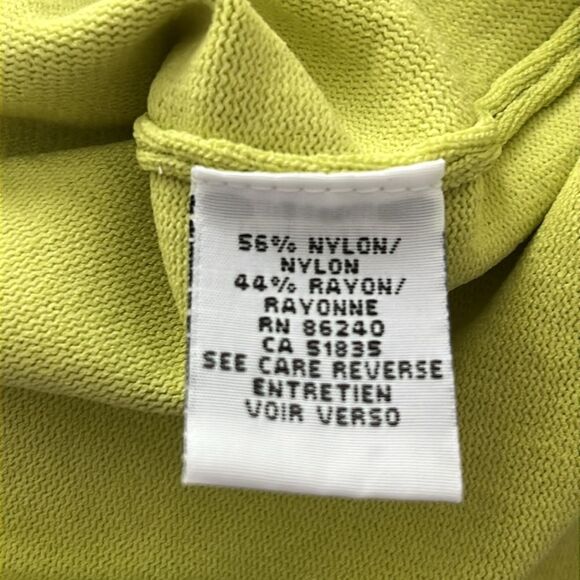 56% NYLON/
NYLON
44% RAYON/
RAYONNE
RN 86240
CA 51835
SEE CARE REVERSE
ENTRETIEN
VOIR VERSO